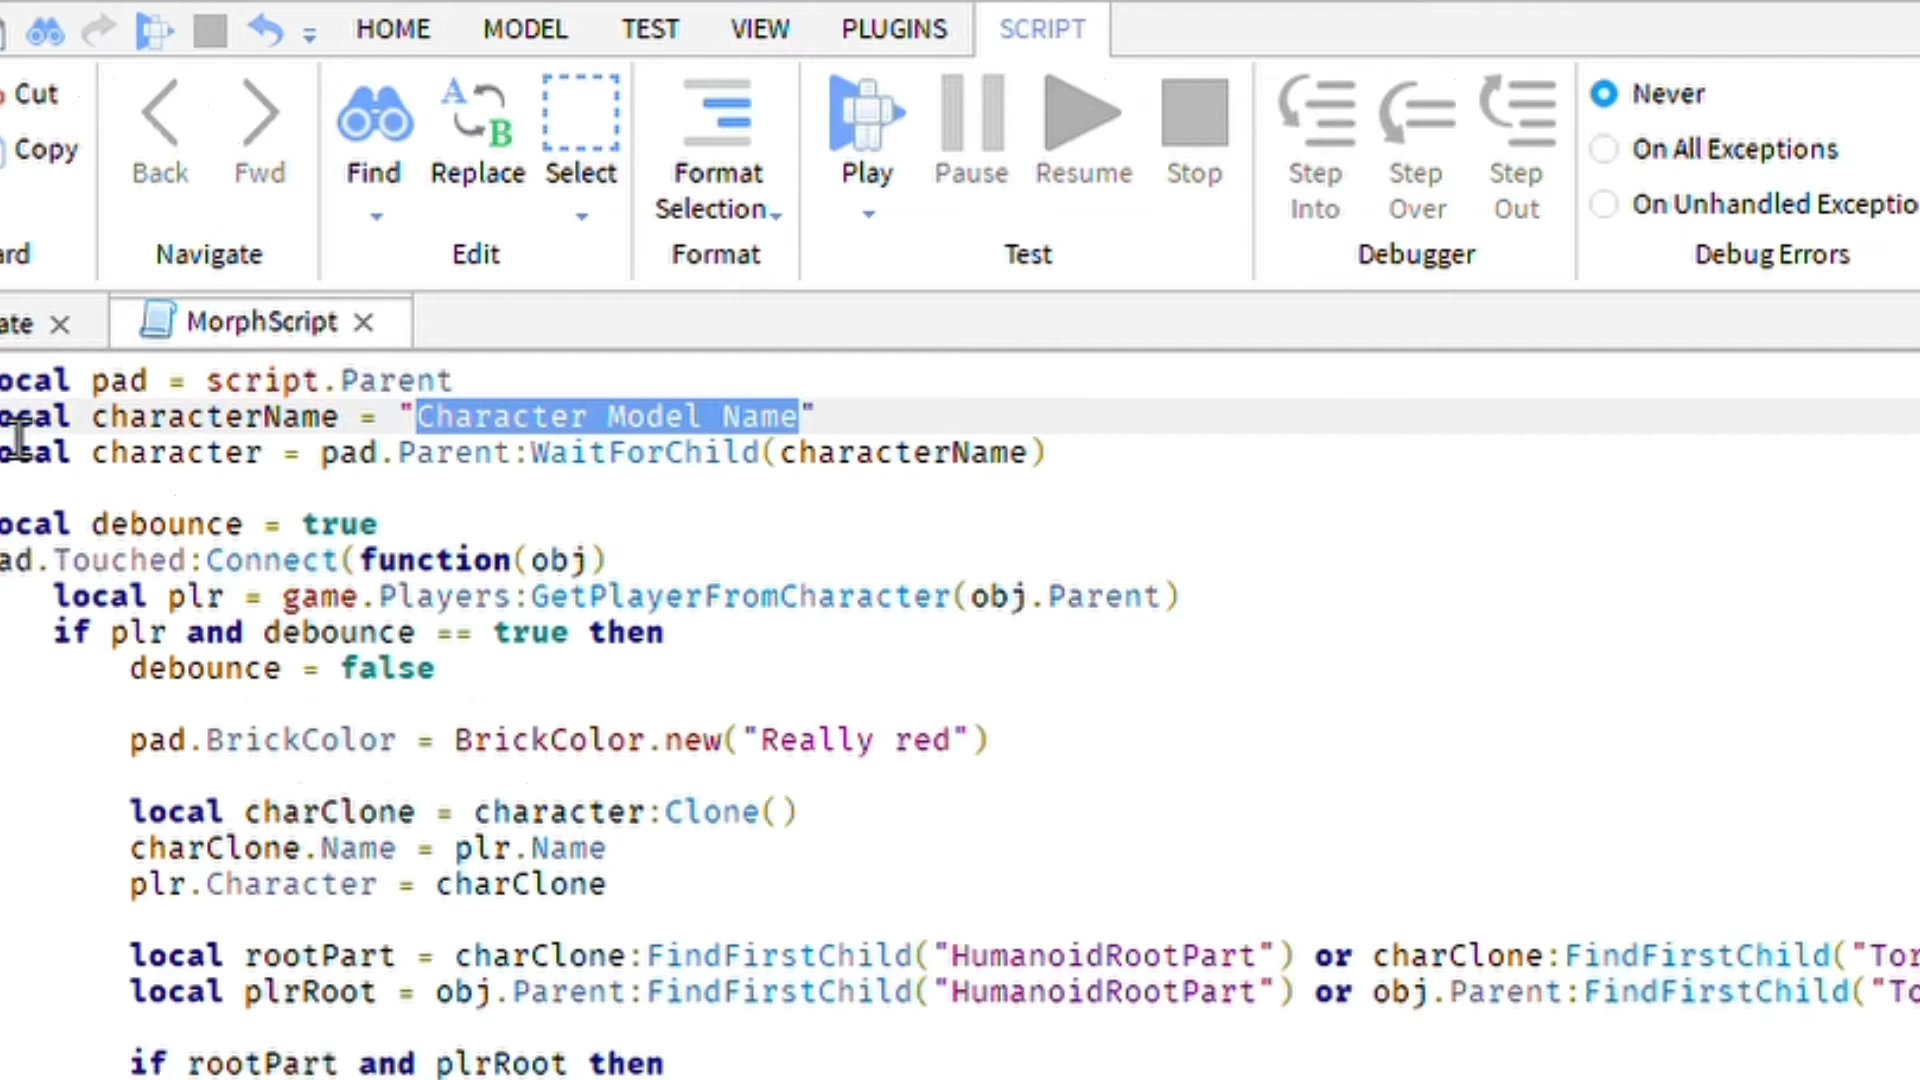 HOME MODEL TEST VIEW PLUGINS SCRIPT
Cut
Copy
Back Fwd
Find Replace Select
Format Selection
Play Pause Resume Stop
Step Into Step Over Step Out
Never
On All Exceptions
On Unhandled Exceptio
ard Navigate Edit Format Test Debugger Debug Errors
ate MorphScript
ocal pad = script.Parent
ocal characterName = "Character Model Name"
ocal character = pad.Parent:WaitForChild(characterName)
ocal debounce = true
ad.Touched:Connect(function(obj)
local plr = game.Players:GetPlayerFromCharacter(obj.Parent)
if plr and debounce == true then
debounce = false
pad.BrickColor = BrickColor.new("Really red")
local charClone = character:Clone()
charClone.Name = plr.Name
plr.Character = charClone
local rootPart = charClone:FindFirstChild("HumanoidRootPart") or charClone:FindFirstChild("Tor
local plrRoot = obj.Parent:FindFirstChild("HumanoidRootPart") or obj.Parent:FindFirstChild("To
if rootPart and plrRoot then